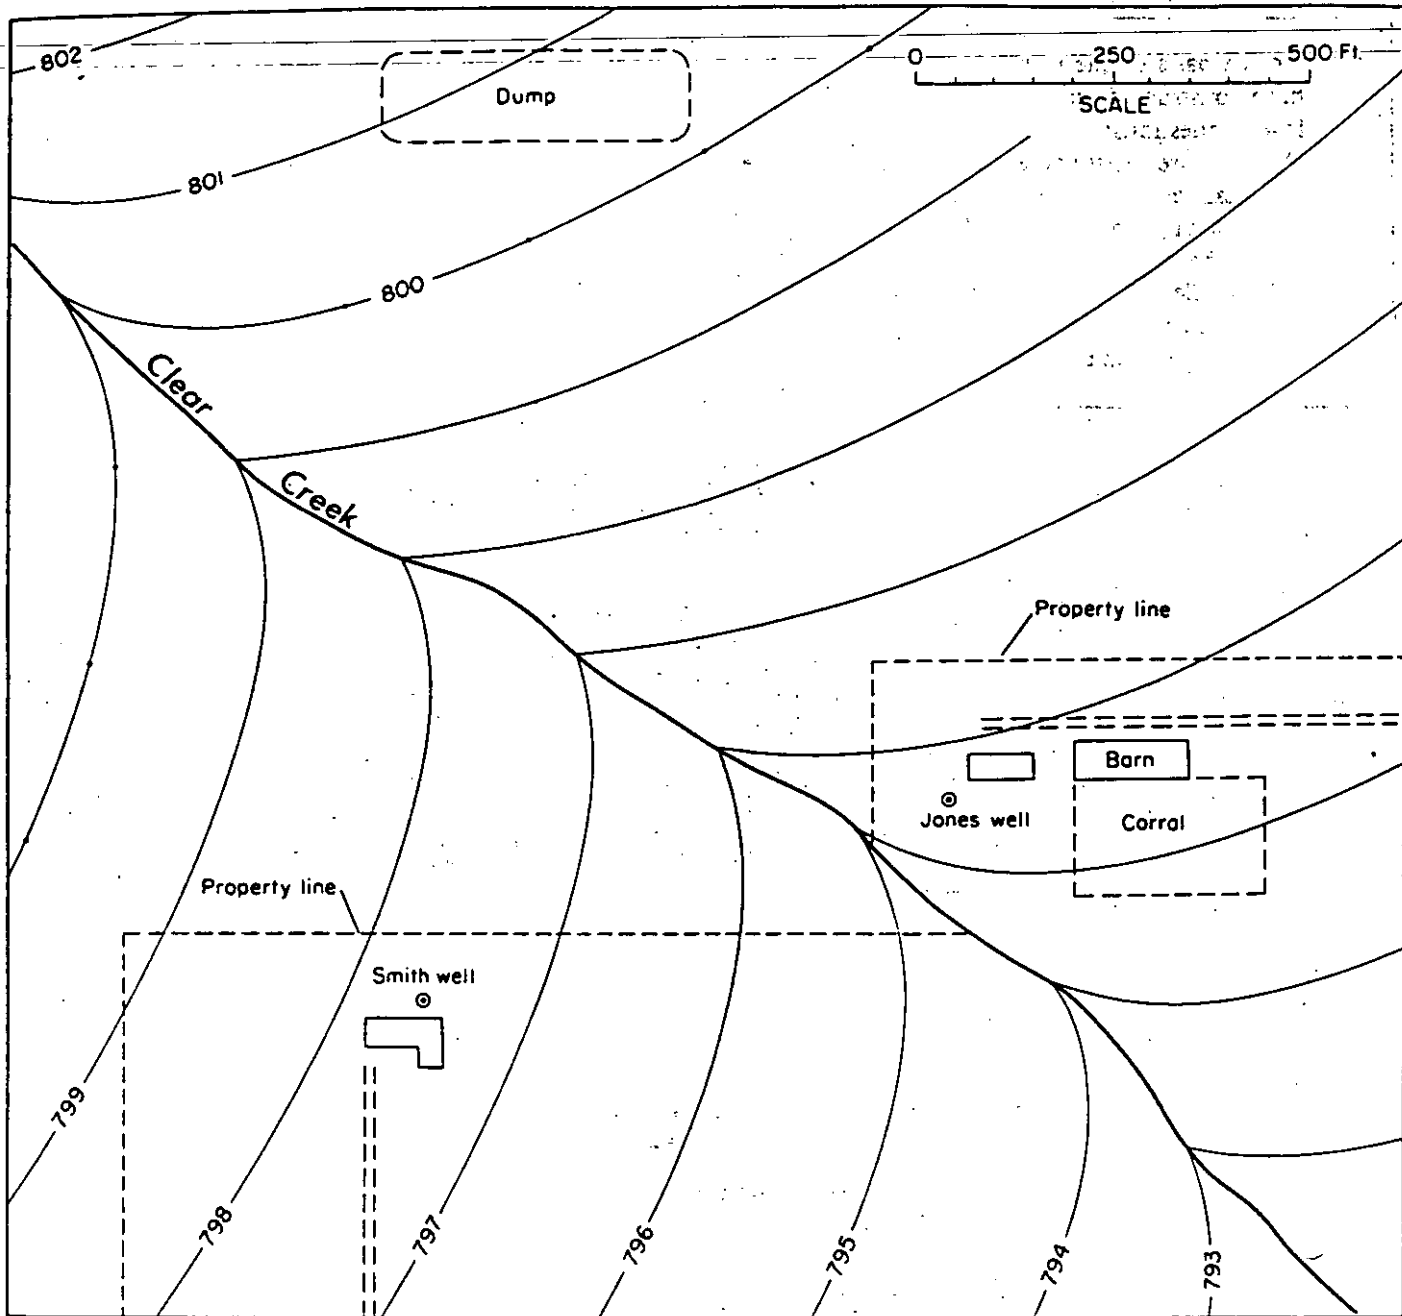 802
Dump
0 250 500 Ft.
SCALE
801
800
Clear
Creek
Property line
Barn
Jones well
Corral
Property line
Smith well
799
798
797
796
795
794
793